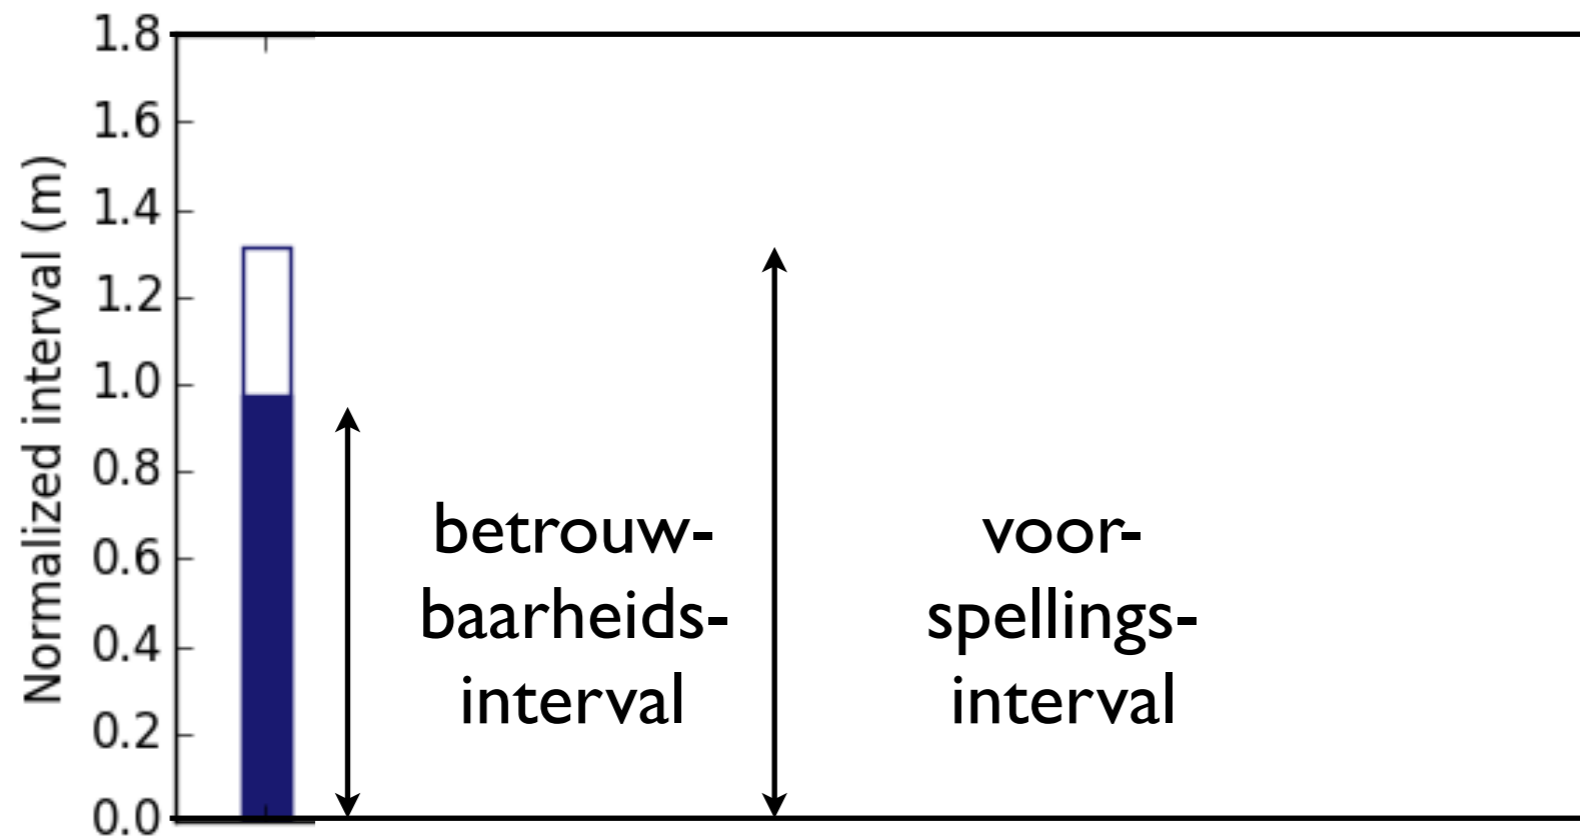 Normalized interval (m)
1.8
1.6
1.4
1.2
1.0
0.8
0.6
0.4
0.2
0.0
betrouw-
baarheids-
interval
voor-
spellings-
interval